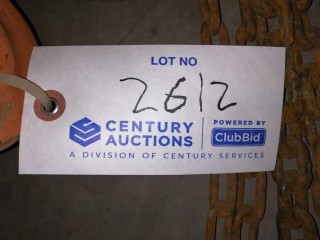 LOT NO
2612
CENTURY AUCTIONS
POWERED BY
ClubBid
A DIVISION OF CENTURY SERVICES